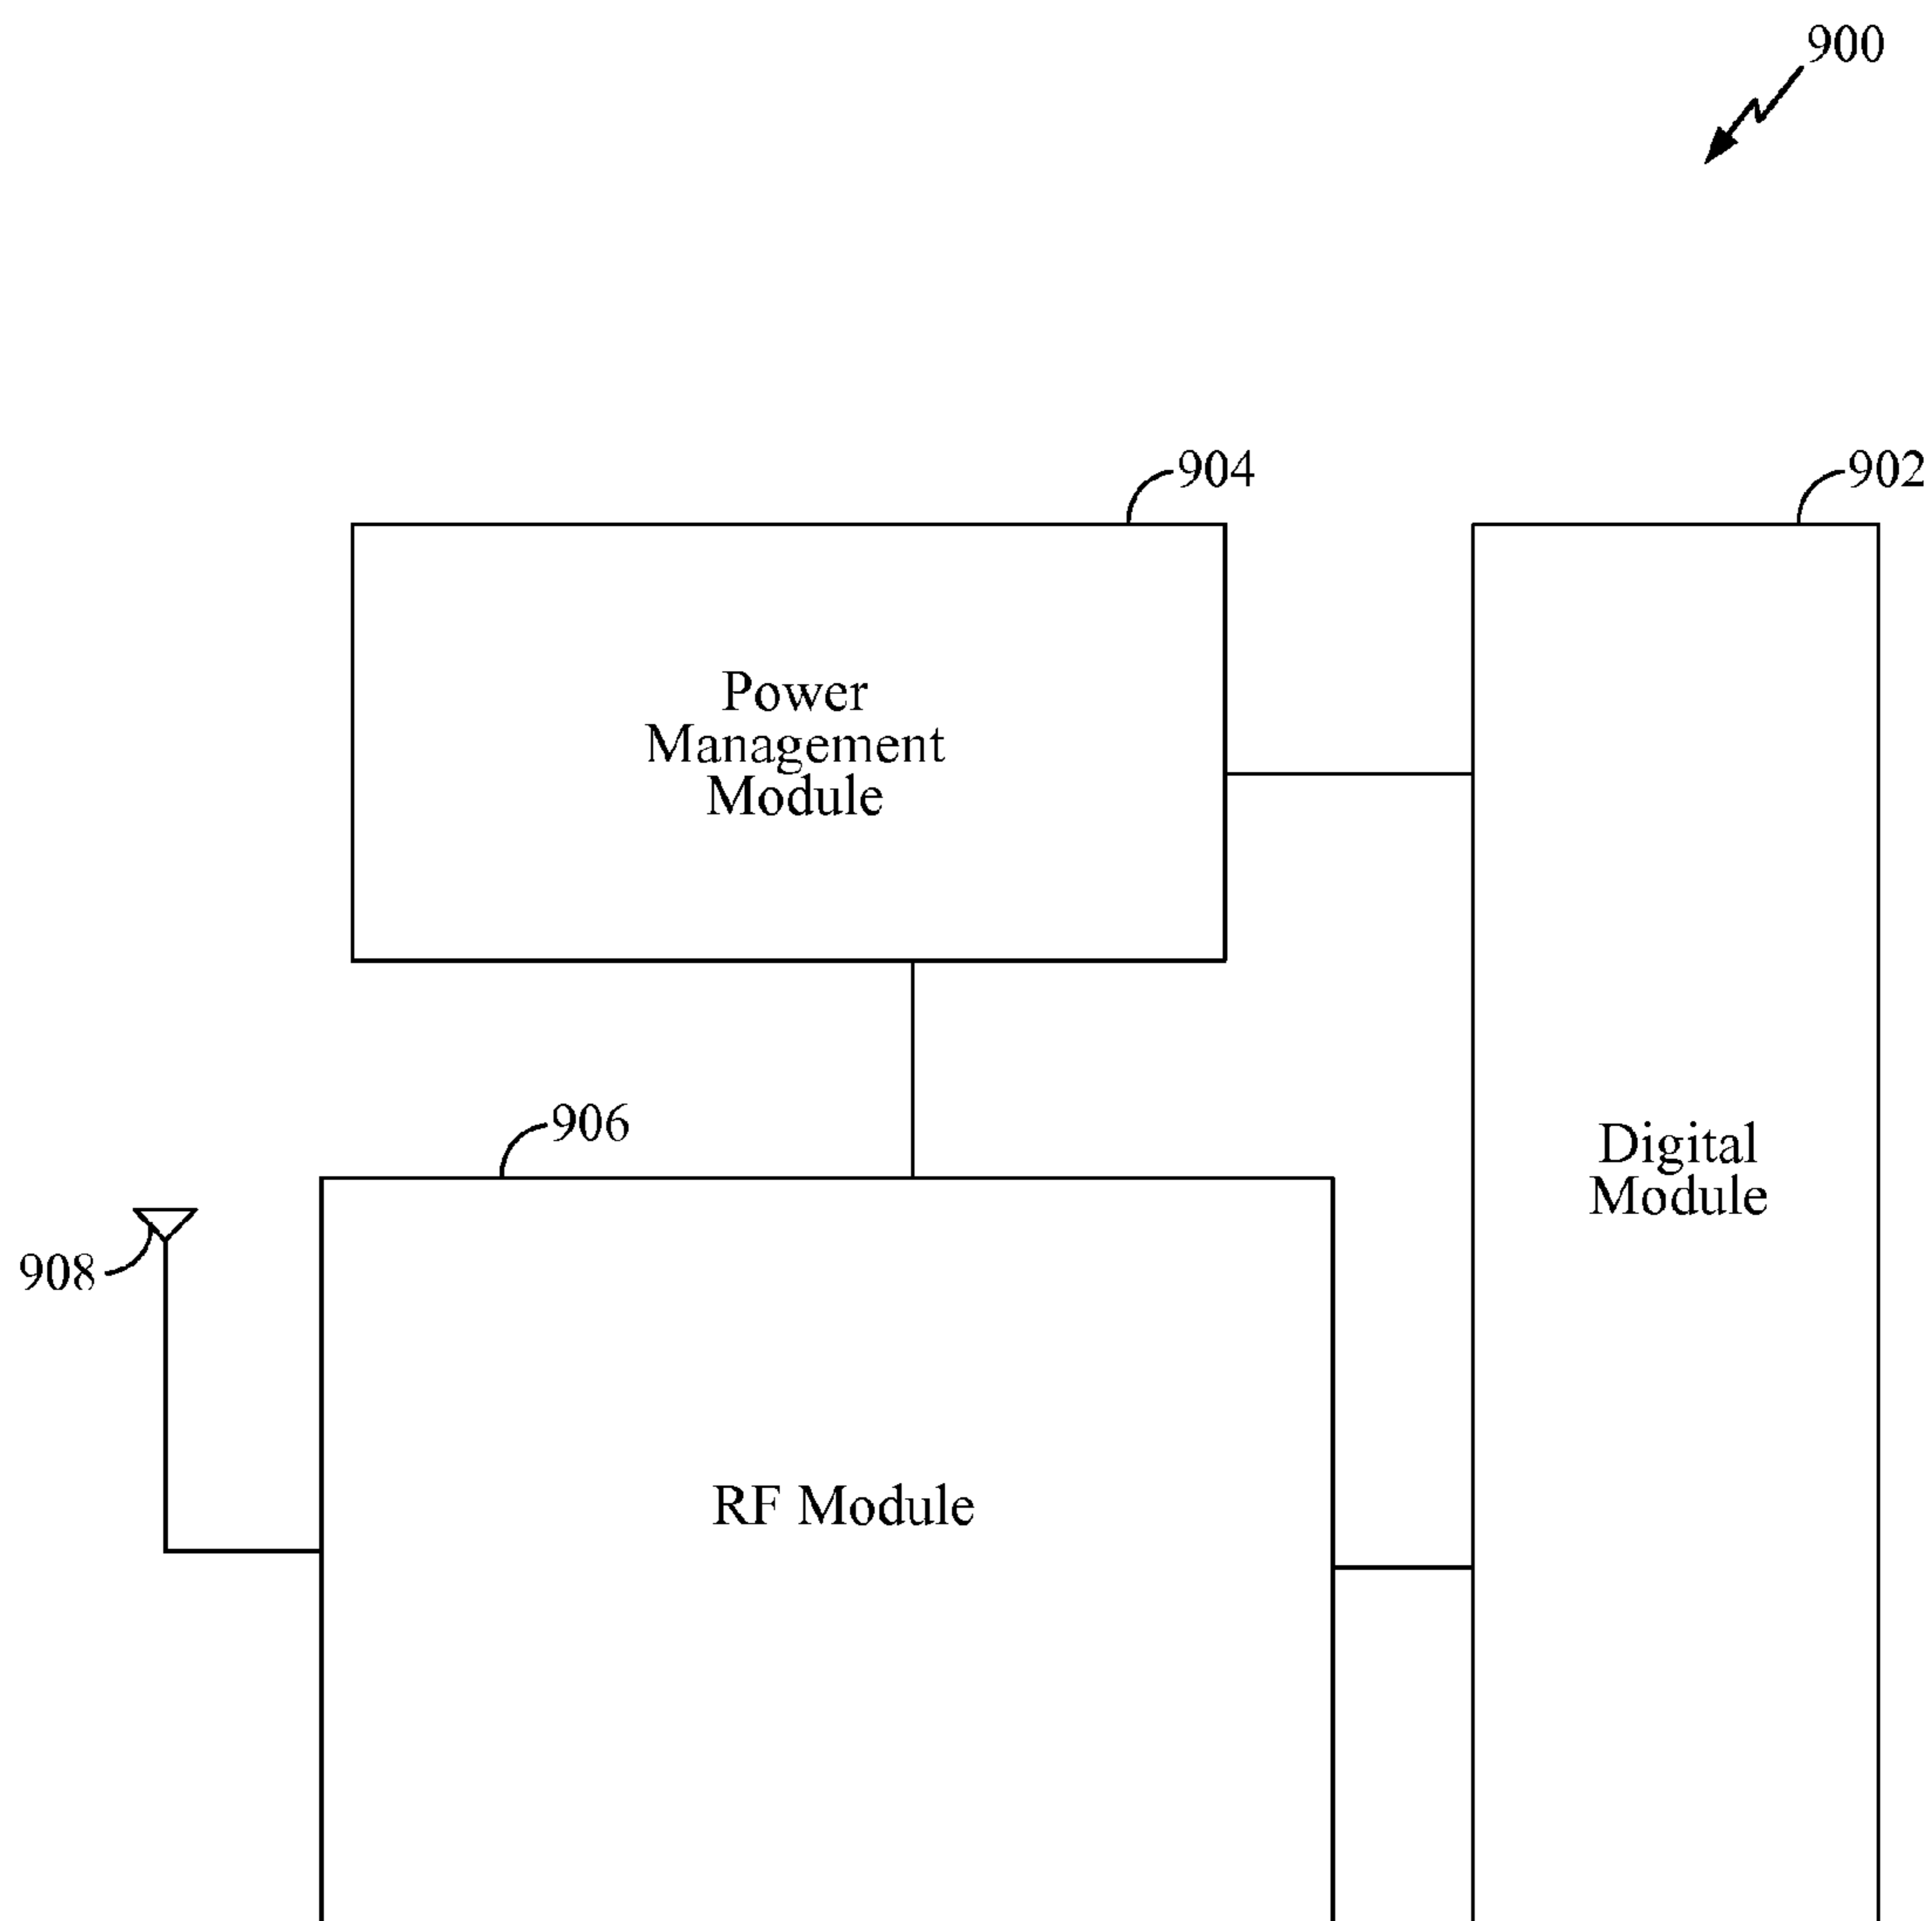 900
904
902
Power
Management
Module
906
Digital
Module
908
RF Module